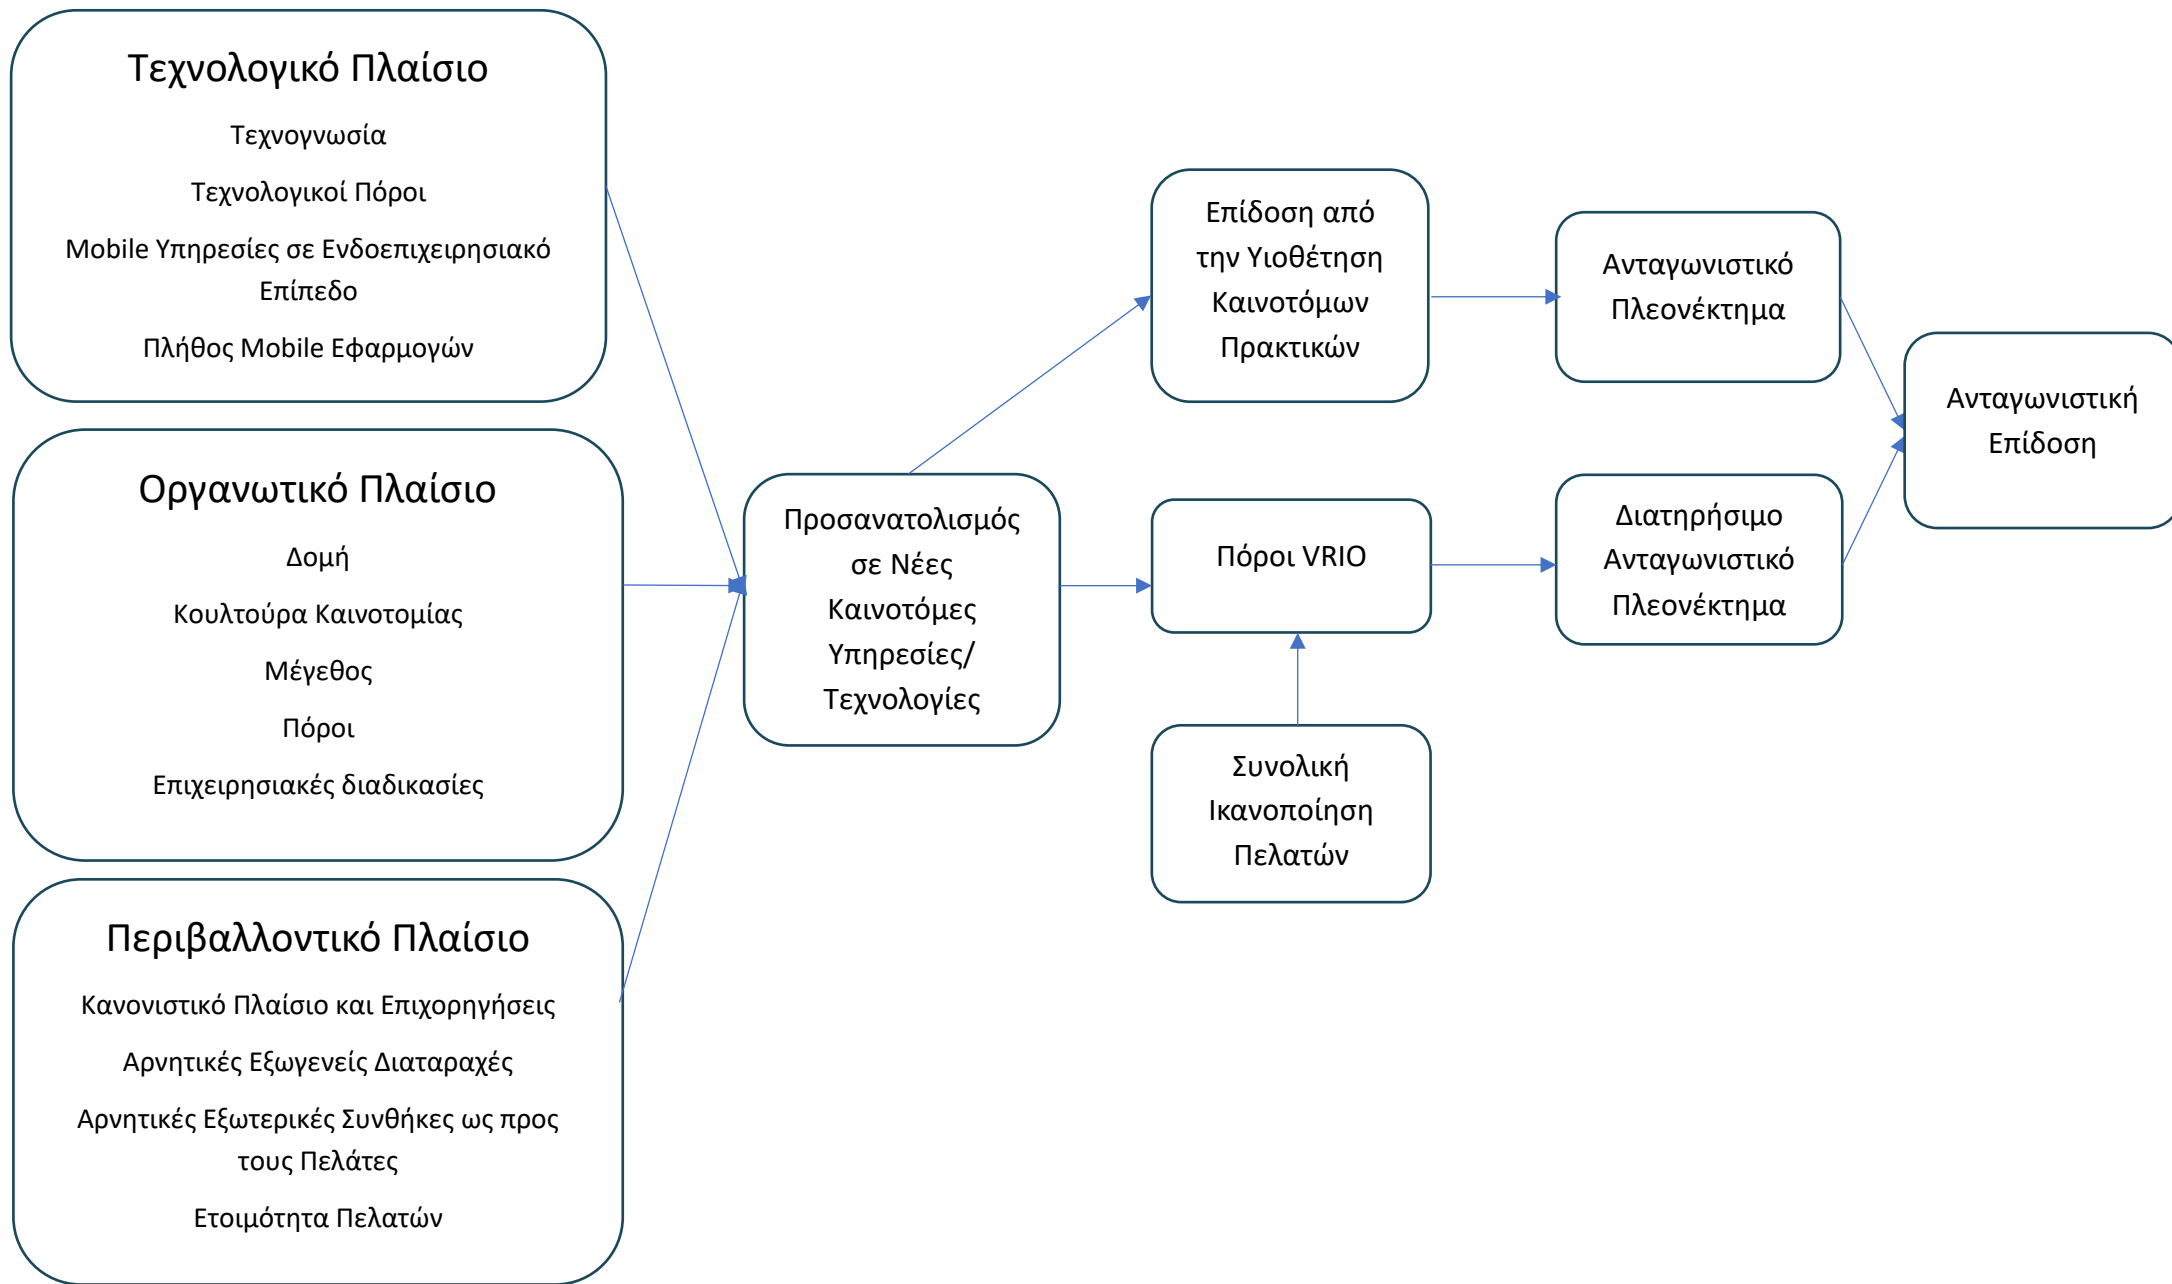 Τεχνολογικό Πλαίσιο
Τεχνογνωσία
Τεχνολογικοί Πόροι
Mobile Υπηρεσίες σε Ενδοεπιχειρησιακό
Επίπεδο
Πλήθος Mobile Εφαρμογών
Οργανωτικό Πλαίσιο
Δομή
Κουλτούρα Καινοτομίας
Μέγεθος
Πόροι
Επιχειρησιακές διαδικασίες
Περιβαλλοντικό Πλαίσιο
Κανονιστικό Πλαίσιο και Επιχορηγήσεις
Αρνητικές Εξωγενείς Διαταραχές
Αρνητικές Εξωτερικές Συνθήκες ως προς
τους Πελάτες
Ετοιμότητα Πελατών
Προσανατολισμός
σε Νέες
Καινοτόμες
Υπηρεσίες/
Τεχνολογίες
Επίδοση από
την Υιοθέτηση
Καινοτόμων
Πρακτικών
Πόροι VRIO
Συνολική
Ικανοποίηση
Πελατών
Ανταγωνιστικό
Πλεονέκτημα
Διατηρήσιμο
Ανταγωνιστικό
Πλεονέκτημα
Ανταγωνιστική
Επίδοση